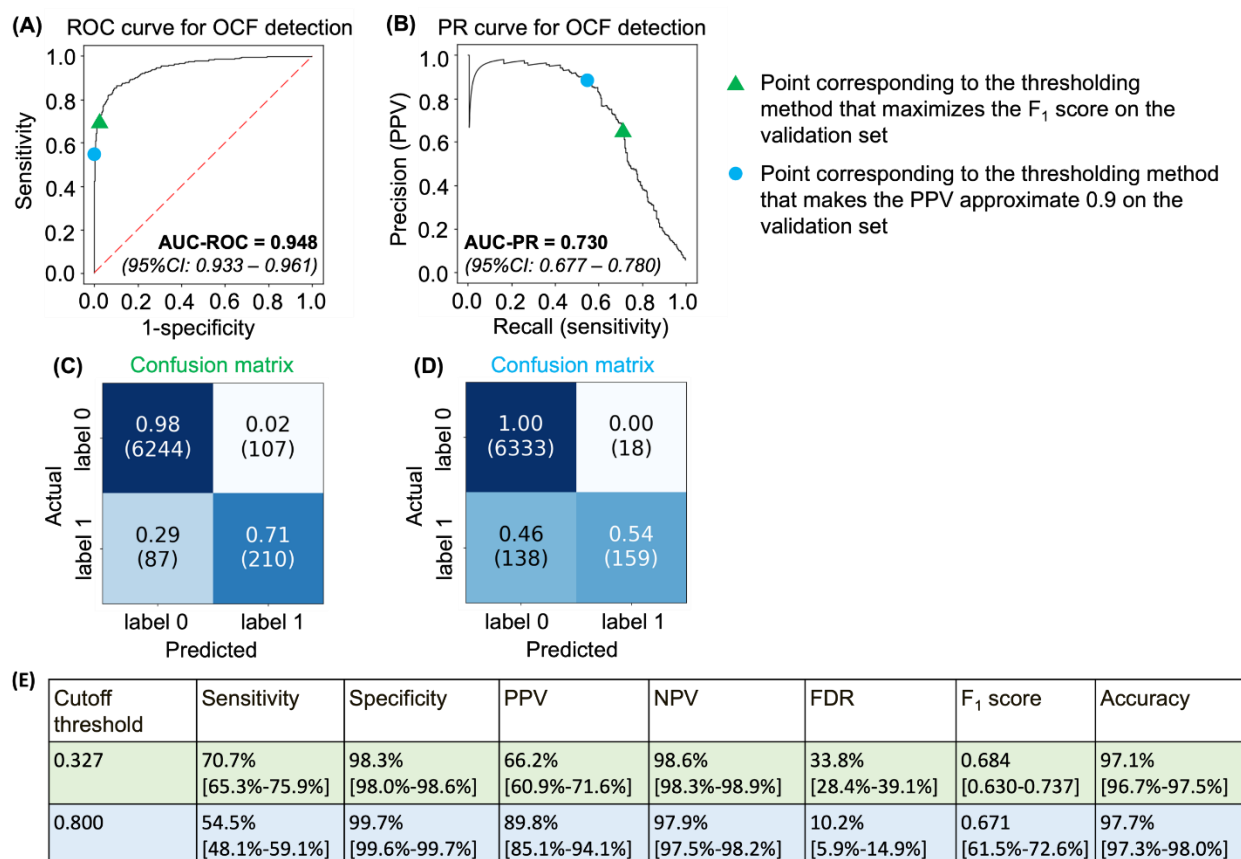 (A) ROC curve for OCF detection
1.0
0.8
0.6
0.4
0.2
0.0
Sensitivity
AUC-ROC = 0.948
(95%CI: 0.933 – 0.961)
0.0 0.2 0.4 0.6 0.8 1.0
1-specificity
(B) PR curve for OCF detection
1.0
0.8
0.6
0.4
0.2
0.0
Precision (PPV)
AUC-PR = 0.730
(95%CI: 0.677 – 0.780)
0.0 0.2 0.4 0.6 0.8 1.0
Recall (sensitivity)
Point corresponding to the thresholding
method that maximizes the F₁ score on the
validation set
Point corresponding to the thresholding method
that makes the PPV approximate 0.9 on the
validation set
(C) Confusion matrix
Actual
label 0
0.98 0.02
(6244) (107)
label 1
0.29 0.71
(87) (210)
label 0 label 1
Predicted
(D) Confusion matrix
Actual
label 0
1.00 0.00
(6333) (18)
label 1
0.46 0.54
(138) (159)
label 0 label 1
Predicted
(E)
Cutoff Sensitivity Specificity PPV NPV FDR F₁ score Accuracy
threshold
0.327 70.7% 98.3% 66.2% 98.6% 33.8% 0.684 97.1%
[65.3%-75.9%] [98.0%-98.6%] [60.9%-71.6%] [98.3%-98.9%] [28.4%-39.1%] [0.630-0.737] [96.7%-97.5%]
0.800 54.5% 99.7% 89.8% 97.9% 10.2% 0.671 97.7%
[48.1%-59.1%] [99.6%-99.7%] [85.1%-94.1%] [97.5%-98.2%] [5.9%-14.9%] [61.5%-72.6%] [97.3%-98.0%]